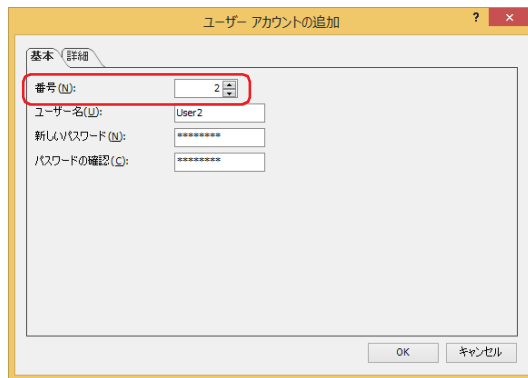 ユーザー アカウントの追加
? ×
基本 詳細
番号(N): 2
ユーザー名(U): User2
新しいパスワード(N): ********
パスワードの確認(C): ********
OK キャンセル